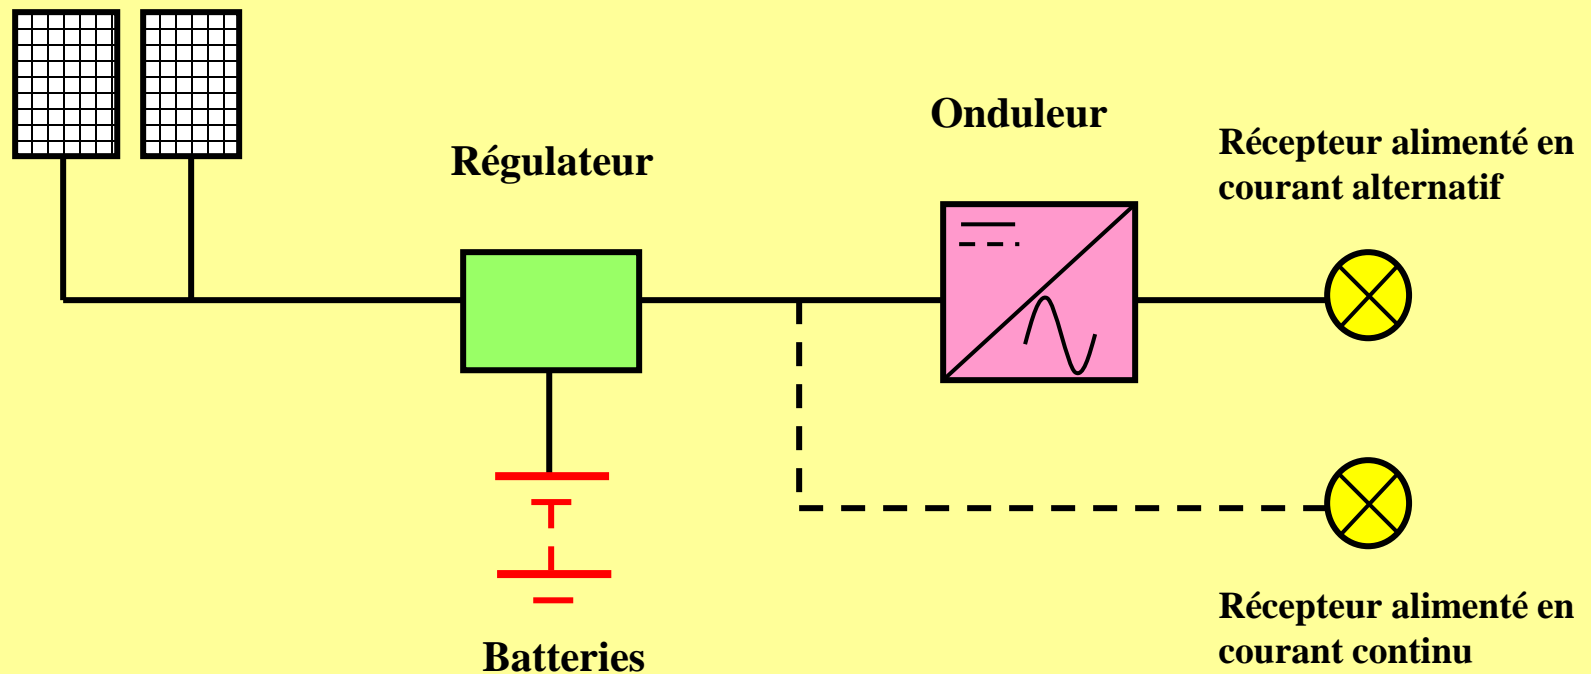 Onduleur
Régulateur
Récepteur alimenté en
courant alternatif
Récepteur alimenté en
courant continu
Batteries